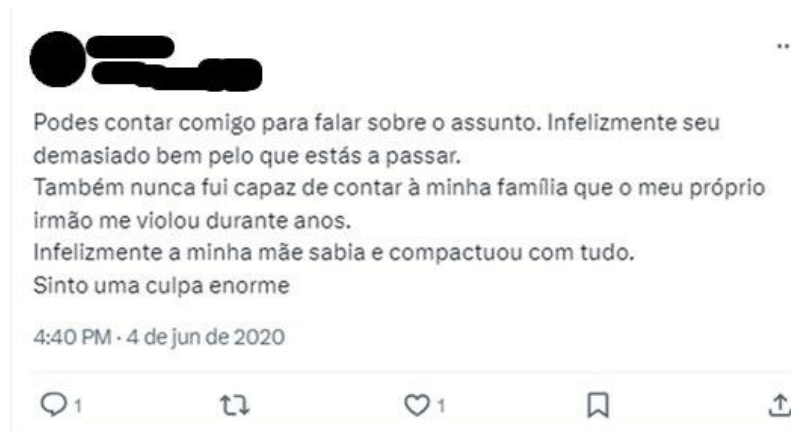 Podes contar comigo para falar sobre o assunto. Infelizmente seu
demasiado bem pelo que estás a passar.
Também nunca fui capaz de contar à minha família que o meu próprio
irmão me violou durante anos.
Infelizmente a minha mãe sabia e compactuou com tudo.
Sinto uma culpa enorme
4:40 PM · 4 de jun de 2020
1 1